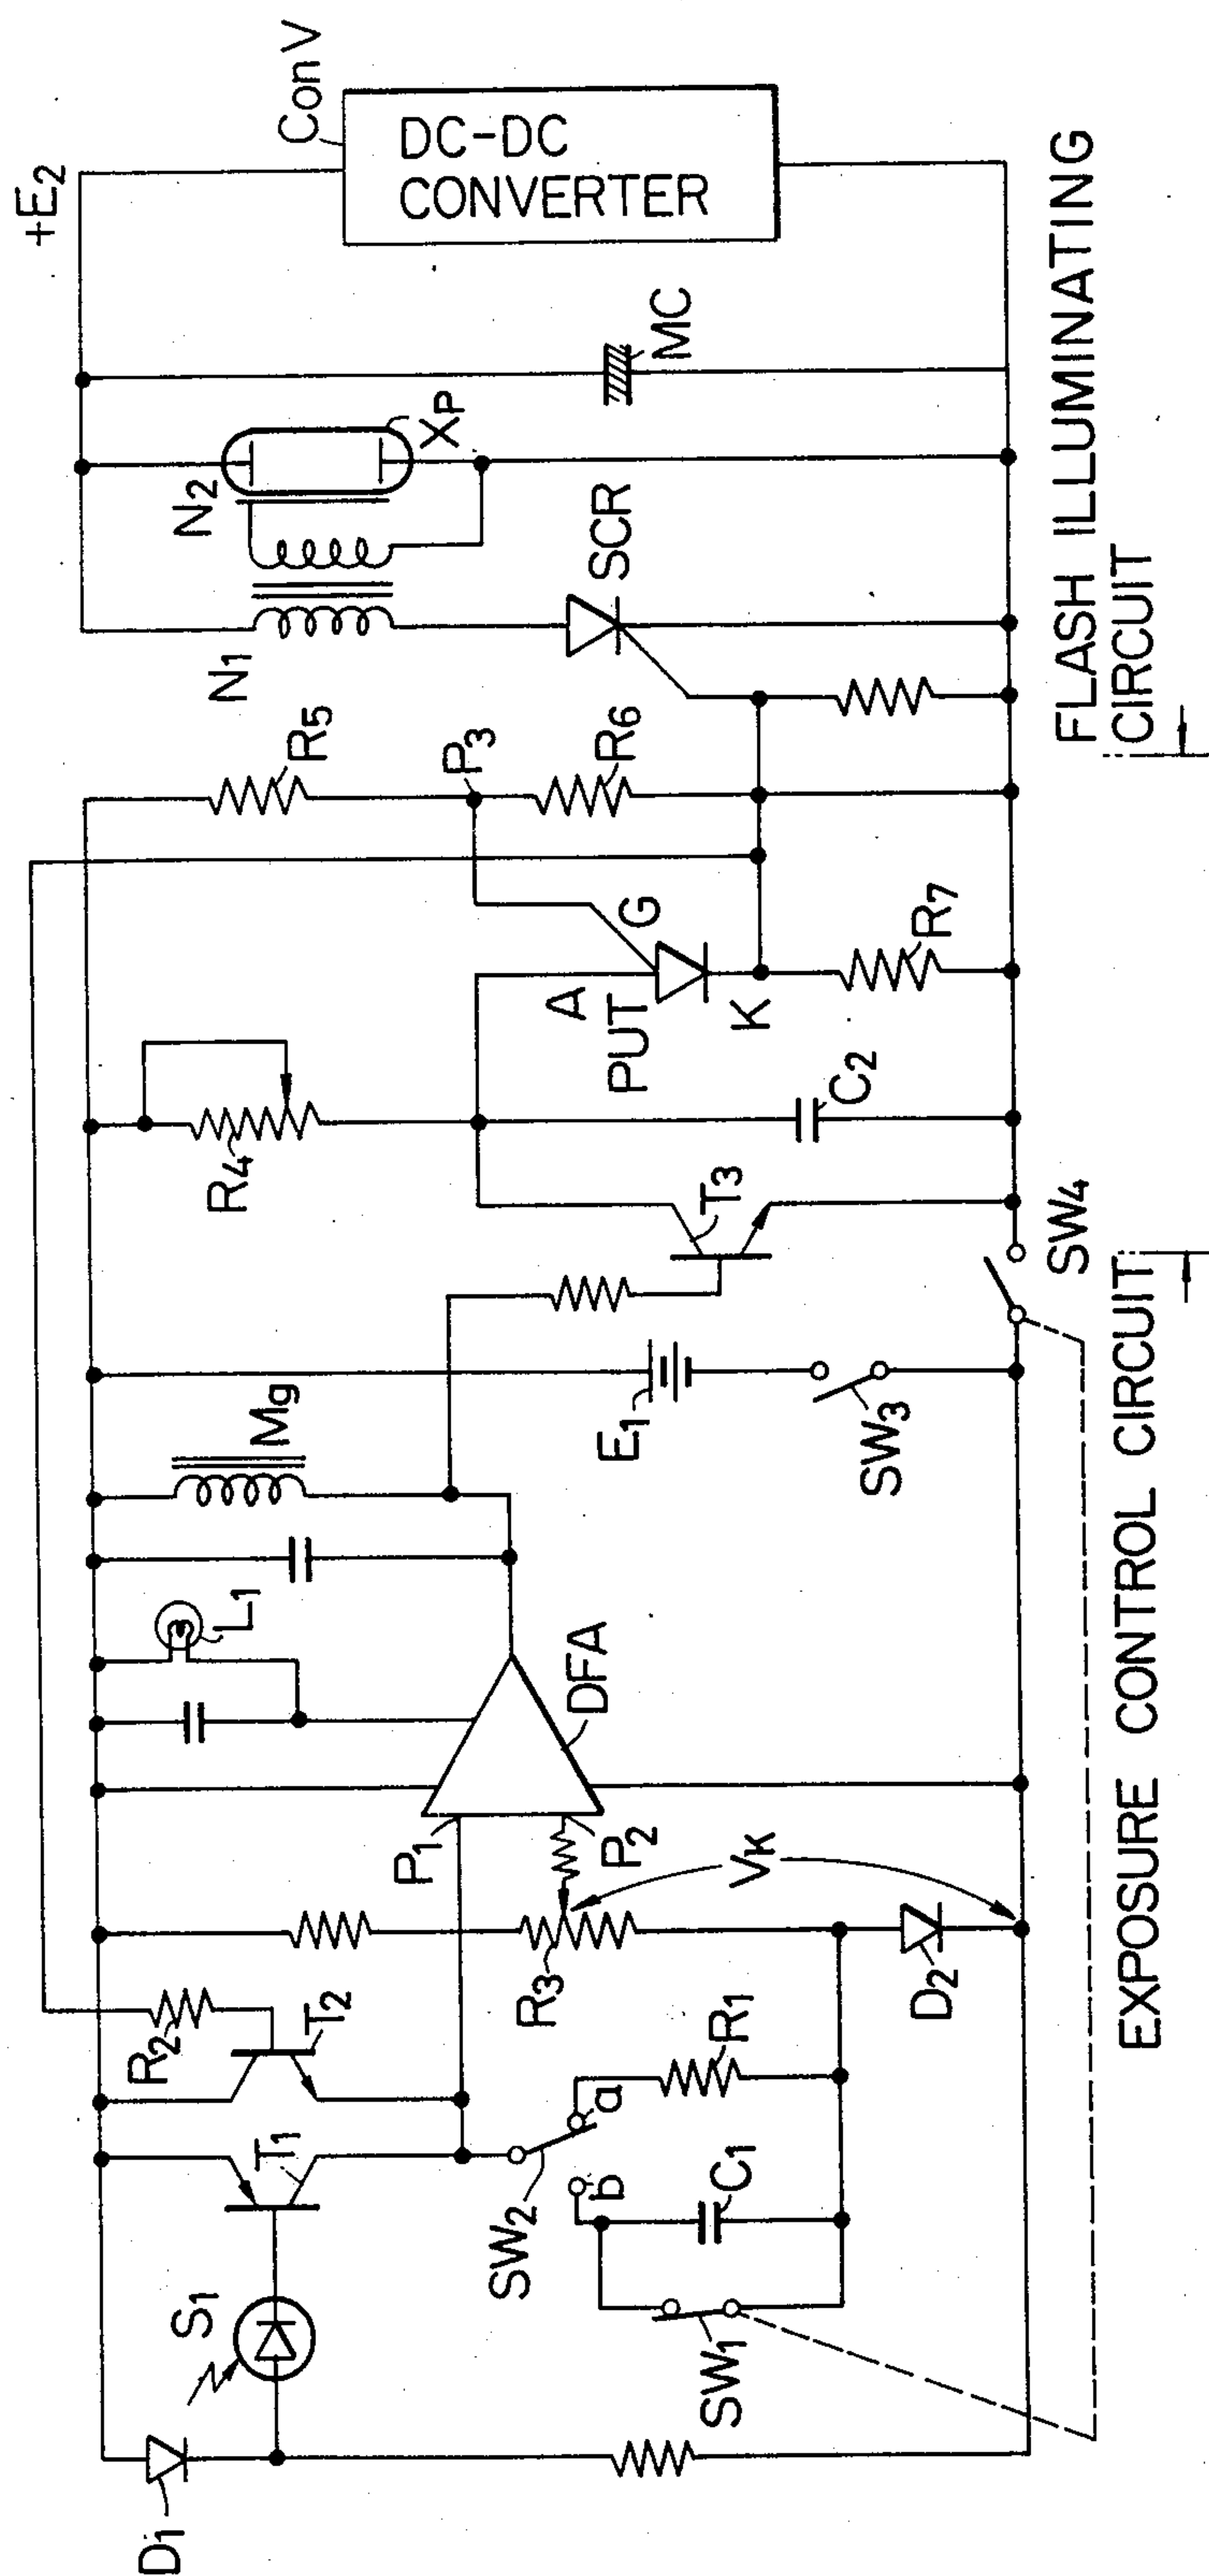 D1
S1
T1
R2
T2
SW2
a
b
SW1
C1
R1
R3
D2
VK
P1
P2
DFA
L1
Mg
E1
SW3
SW4
T3
R4
C2
A
PUT
G
K
R7
P3
R5
R6
N1
N2
SCR
XP
MC
+E2
ConV
DC-DC
CONVERTER
EXPOSURE CONTROL CIRCUIT
FLASH ILLUMINATING
CIRCUIT